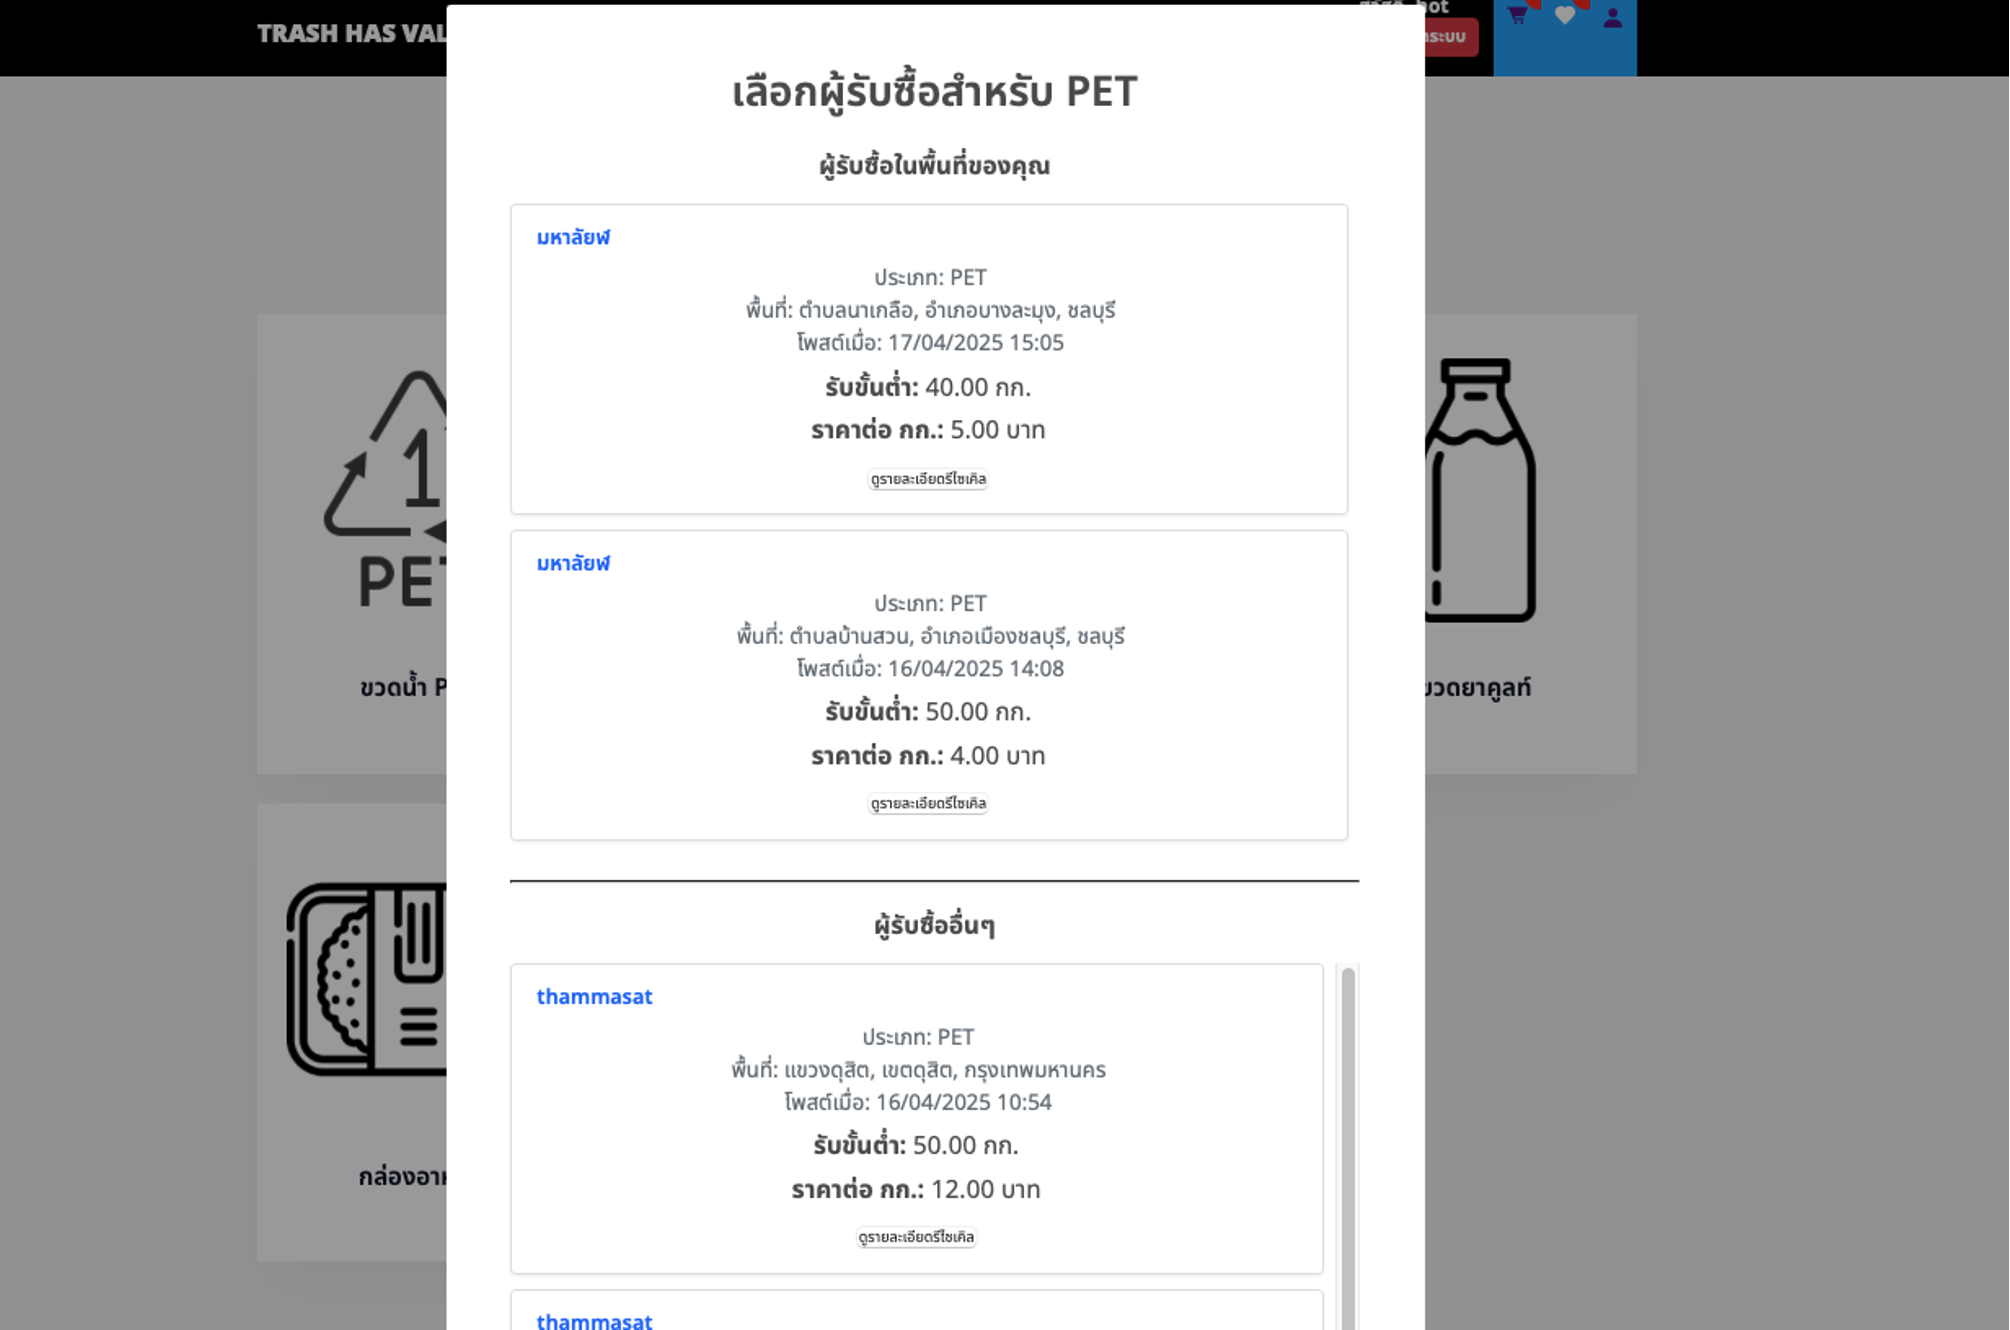 TRASH HAS VAL
เลือกผู้รับซื้อสำหรับ PET
ผู้รับซื้อในพื้นที่ของคุณ
มหาลัยฬ
ประเภท: PET
พื้นที่: ตำบลนาเกลือ, อำเภอบางละมุง, ชลบุรี
โพสต์เมื่อ: 17/04/2025 15:05
รับขั้นต่ำ: 40.00 กก.
ราคาต่อ กก.: 5.00 บาท
ดูรายละเอียดรีไซเคิล
มหาลัยฬ
ประเภท: PET
พื้นที่: ตำบลบ้านสวน, อำเภอเมืองชลบุรี, ชลบุรี
โพสต์เมื่อ: 16/04/2025 14:08
รับขั้นต่ำ: 50.00 กก.
ราคาต่อ กก.: 4.00 บาท
ดูรายละเอียดรีไซเคิล
ผู้รับซื้ออื่นๆ
thammasat
ประเภท: PET
พื้นที่: แขวงดุสิต, เขตดุสิต, กรุงเทพมหานคร
โพสต์เมื่อ: 16/04/2025 10:54
รับขั้นต่ำ: 50.00 กก.
ราคาต่อ กก.: 12.00 บาท
ดูรายละเอียดรีไซเคิล
thammasat
1
PET
ขวดน้ำ P
วดยาคูลท์
กล่องอาห